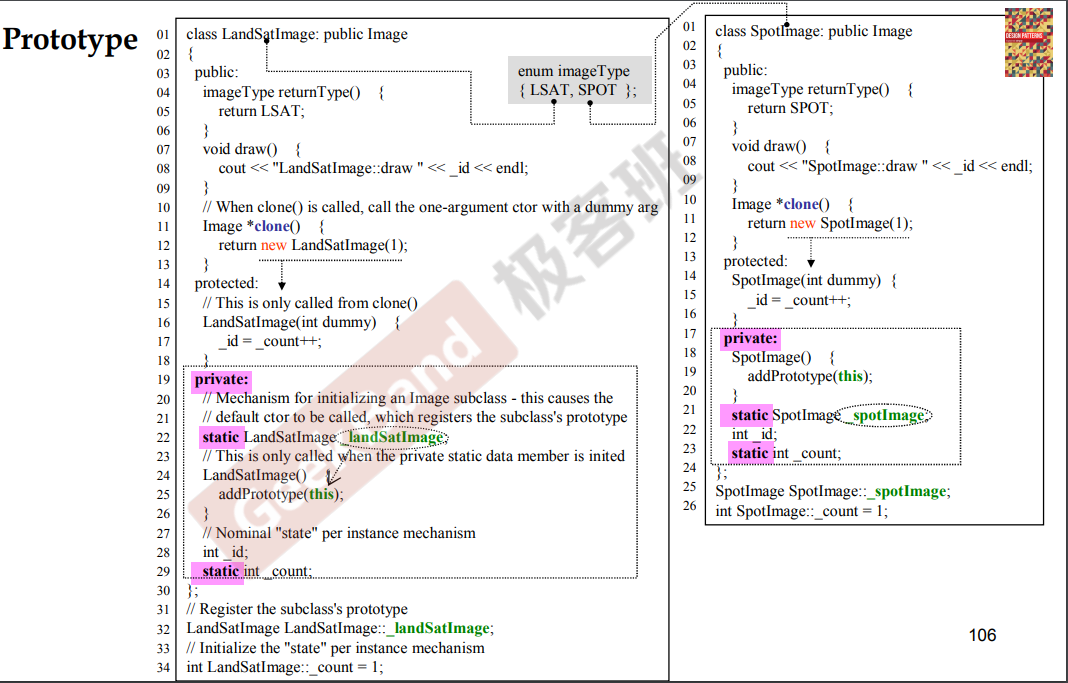 Prototype
01 class LandSatImage: public Image
02 {
03 public:
04 imageType returnType() {
05 return LSAT;
06 }
07 void draw() {
08 cout << "LandSatImage::draw " << _id << endl;
09 }
10 // When clone() is called, call the one-argument ctor with a dummy arg
11 Image *clone() {
12 return new LandSatImage(1);
13 }
14 protected:
15 // This is only called from clone()
16 LandSatImage(int dummy) {
17 _id = _count++;
18 }
19 private:
20 // Mechanism for initializing an Image subclass - this causes the
21 // default ctor to be called, which registers the subclass's prototype
22 static LandSatImage _landSatImage;
23 // This is only called when the private static data member is inited
24 LandSatImage() {
25 addPrototype(this);
26 }
27 // Nominal "state" per instance mechanism
28 int _id;
29 static int _count;
30 };
31 // Register the subclass's prototype
32 LandSatImage LandSatImage::_landSatImage;
33 // Initialize the "state" per instance mechanism
34 int LandSatImage::_count = 1;
enum imageType
{ LSAT, SPOT };
01 class SpotImage: public Image
02 {
03 public:
04 imageType returnType() {
05 return SPOT;
06 }
07 void draw() {
08 cout << "SpotImage::draw " << _id << endl;
09 }
10 Image *clone() {
11 return new SpotImage(1);
12 }
13 protected:
14 SpotImage(int dummy) {
15 _id = _count++;
16 }
17 private:
18 SpotImage() {
19 addPrototype(this);
20 }
21 static SpotImage _spotImage;
22 int _id;
23 static int _count;
24 };
25 SpotImage SpotImage::_spotImage;
26 int SpotImage::_count = 1;
DESIGN PATTERNS
GeekBand 极客班
106